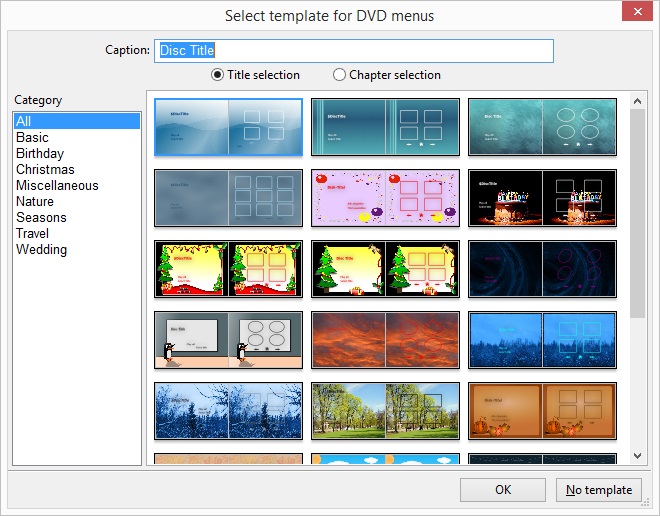 Select template for DVD menus
Caption:
Disc Title
Title selection
Chapter selection
Category
All
Basic
Birthday
Christmas
Miscellaneous
Nature
Seasons
Travel
Wedding
OK
No template